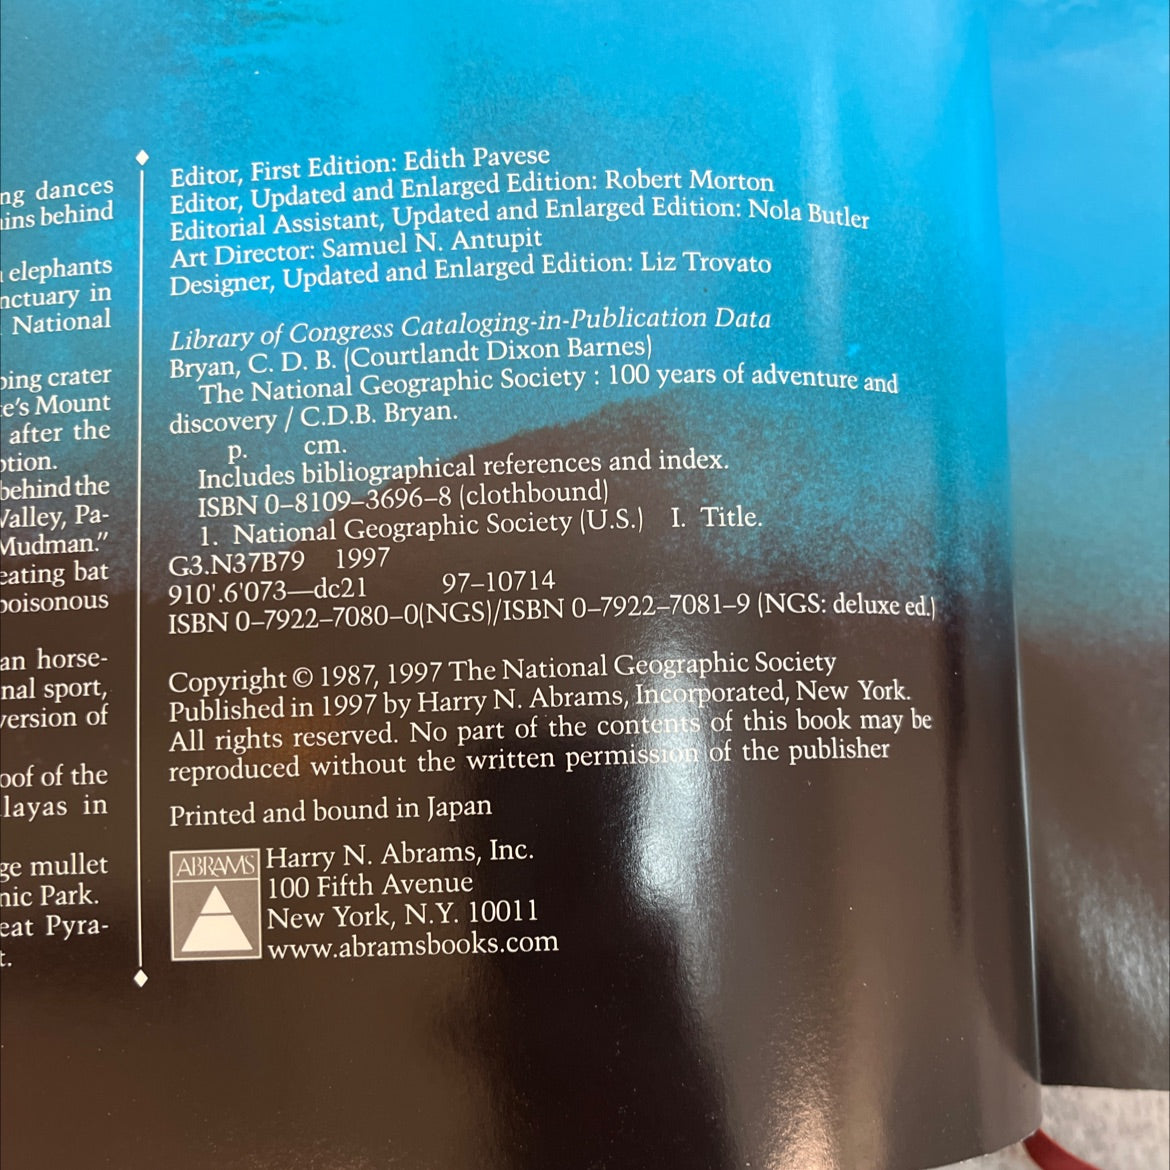 ng dances
ins behind
elephants
nctuary in
National
bing crater
e's Mount
after the
otion.
behind the
Valley, Pa-
Mudman."
eating bat
poisonous
an horse-
nal sport,
version of
oof of the
layas in
ge mullet
nic Park.
eat Pyra-
t.
Editor, First Edition: Edith Pavese
Editor, Updated and Enlarged Edition: Robert Morton
Editorial Assistant, Updated and Enlarged Edition: Nola Butler
Art Director: Samuel N. Antupit
Designer, Updated and Enlarged Edition: Liz Trovato
Library of Congress Cataloging-in-Publication Data
Bryan, C. D. B. (Courtlandt Dixon Barnes)
The National Geographic Society : 100 years of adventure and
discovery / C.D.B. Bryan.
p. cm.
Includes bibliographical references and index.
ISBN 0–8109–3696–8 (clothbound)
1. National Geographic Society (U.S.) I. Title.
G3.N37B79 1997
910'.6'073—dc21 97–10714
ISBN 0–7922–7080–0(NGS)/ISBN 0–7922–7081–9 (NGS: deluxe ed.)
Copyright © 1987, 1997 The National Geographic Society
Published in 1997 by Harry N. Abrams, Incorporated, New York.
All rights reserved. No part of the contents of this book may be
reproduced without the written permission of the publisher
Printed and bound in Japan
ABRAMS
Harry N. Abrams, Inc.
100 Fifth Avenue
New York, N.Y. 10011
www.abramsbooks.com